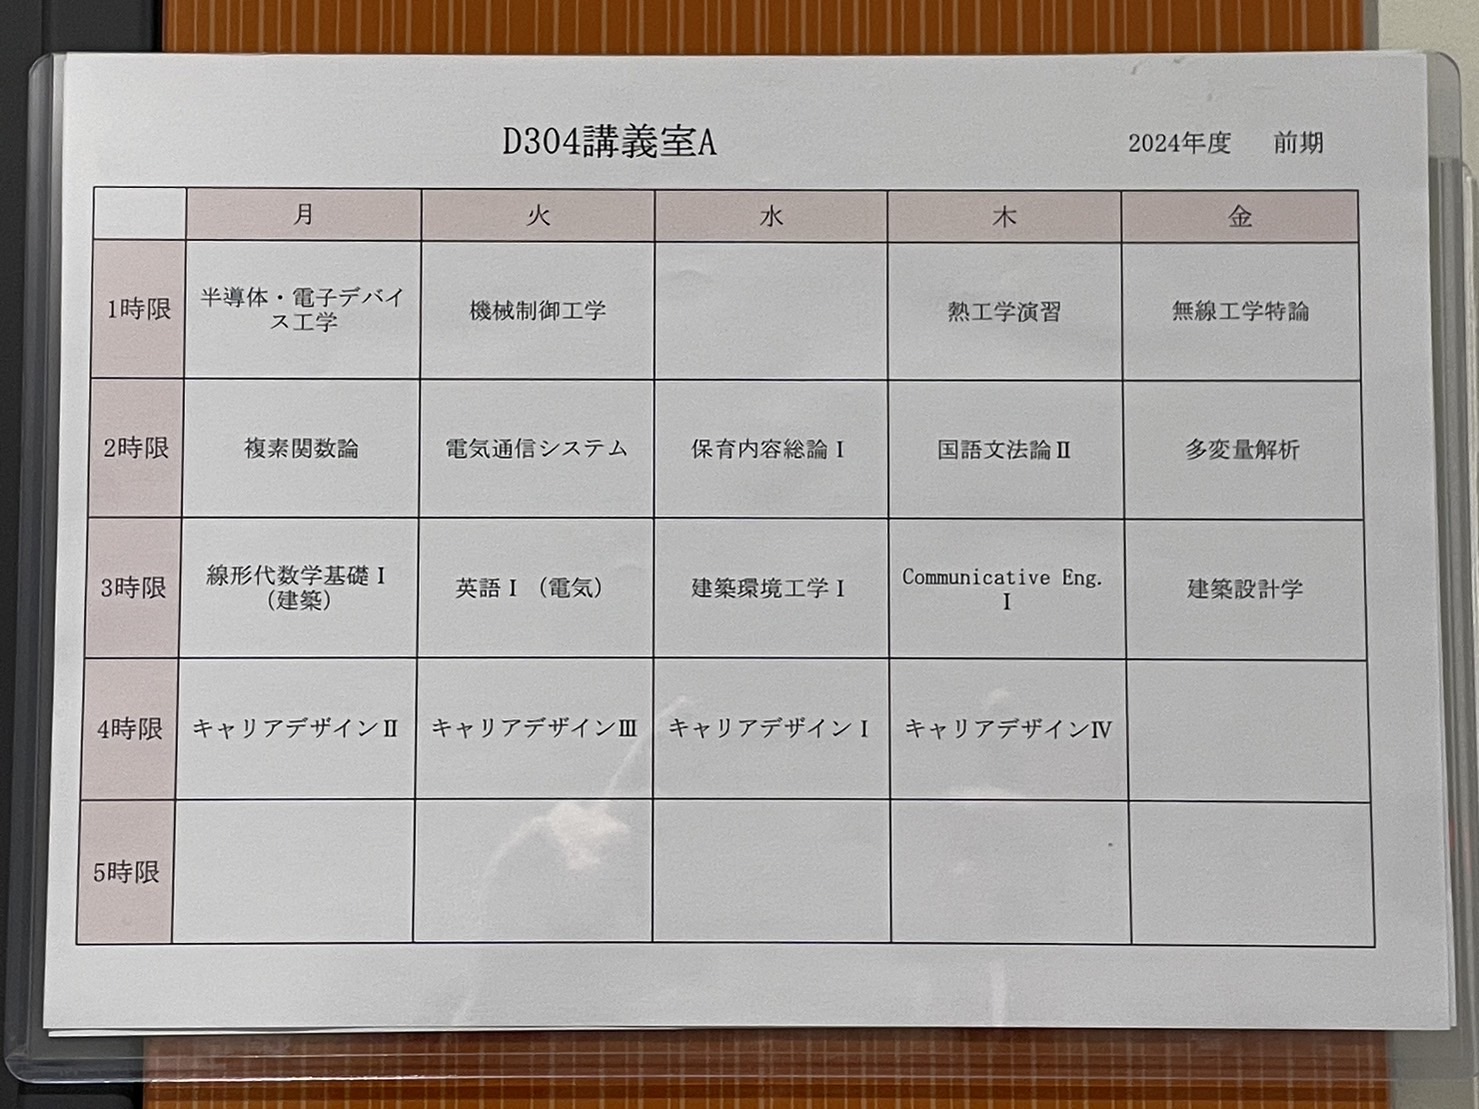 D304講義室A
2024年度 前期
月 火 水 木 金
1時限 半導体・電子デバイス工学 機械制御工学 熱工学演習 無線工学特論
2時限 複素関数論 電気通信システム 保育内容総論Ⅰ 国語文法論Ⅱ 多変量解析
3時限 線形代数学基礎Ⅰ（建築） 英語Ⅰ（電気） 建築環境工学Ⅰ Communicative Eng. Ⅰ 建築設計学
4時限 キャリアデザインⅡ キャリアデザインⅢ キャリアデザインⅠ キャリアデザインⅣ
5時限